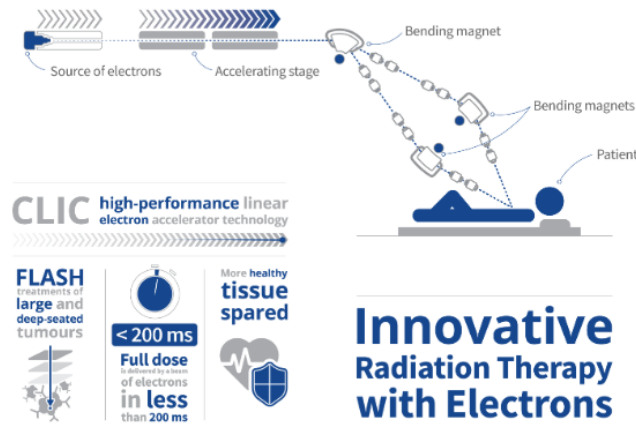 Bending magnet
Source of electrons
Accelerating stage
Bending magnets
Patient
CLIC high-performance linear
electron accelerator technology
FLASH
treatments of
large and
deep-seated
tumours
< 200 ms
Full dose
is delivered by a beam
of electrons
in less
than 200 ms
More healthy
tissue
spared
Innovative
Radiation Therapy
with Electrons